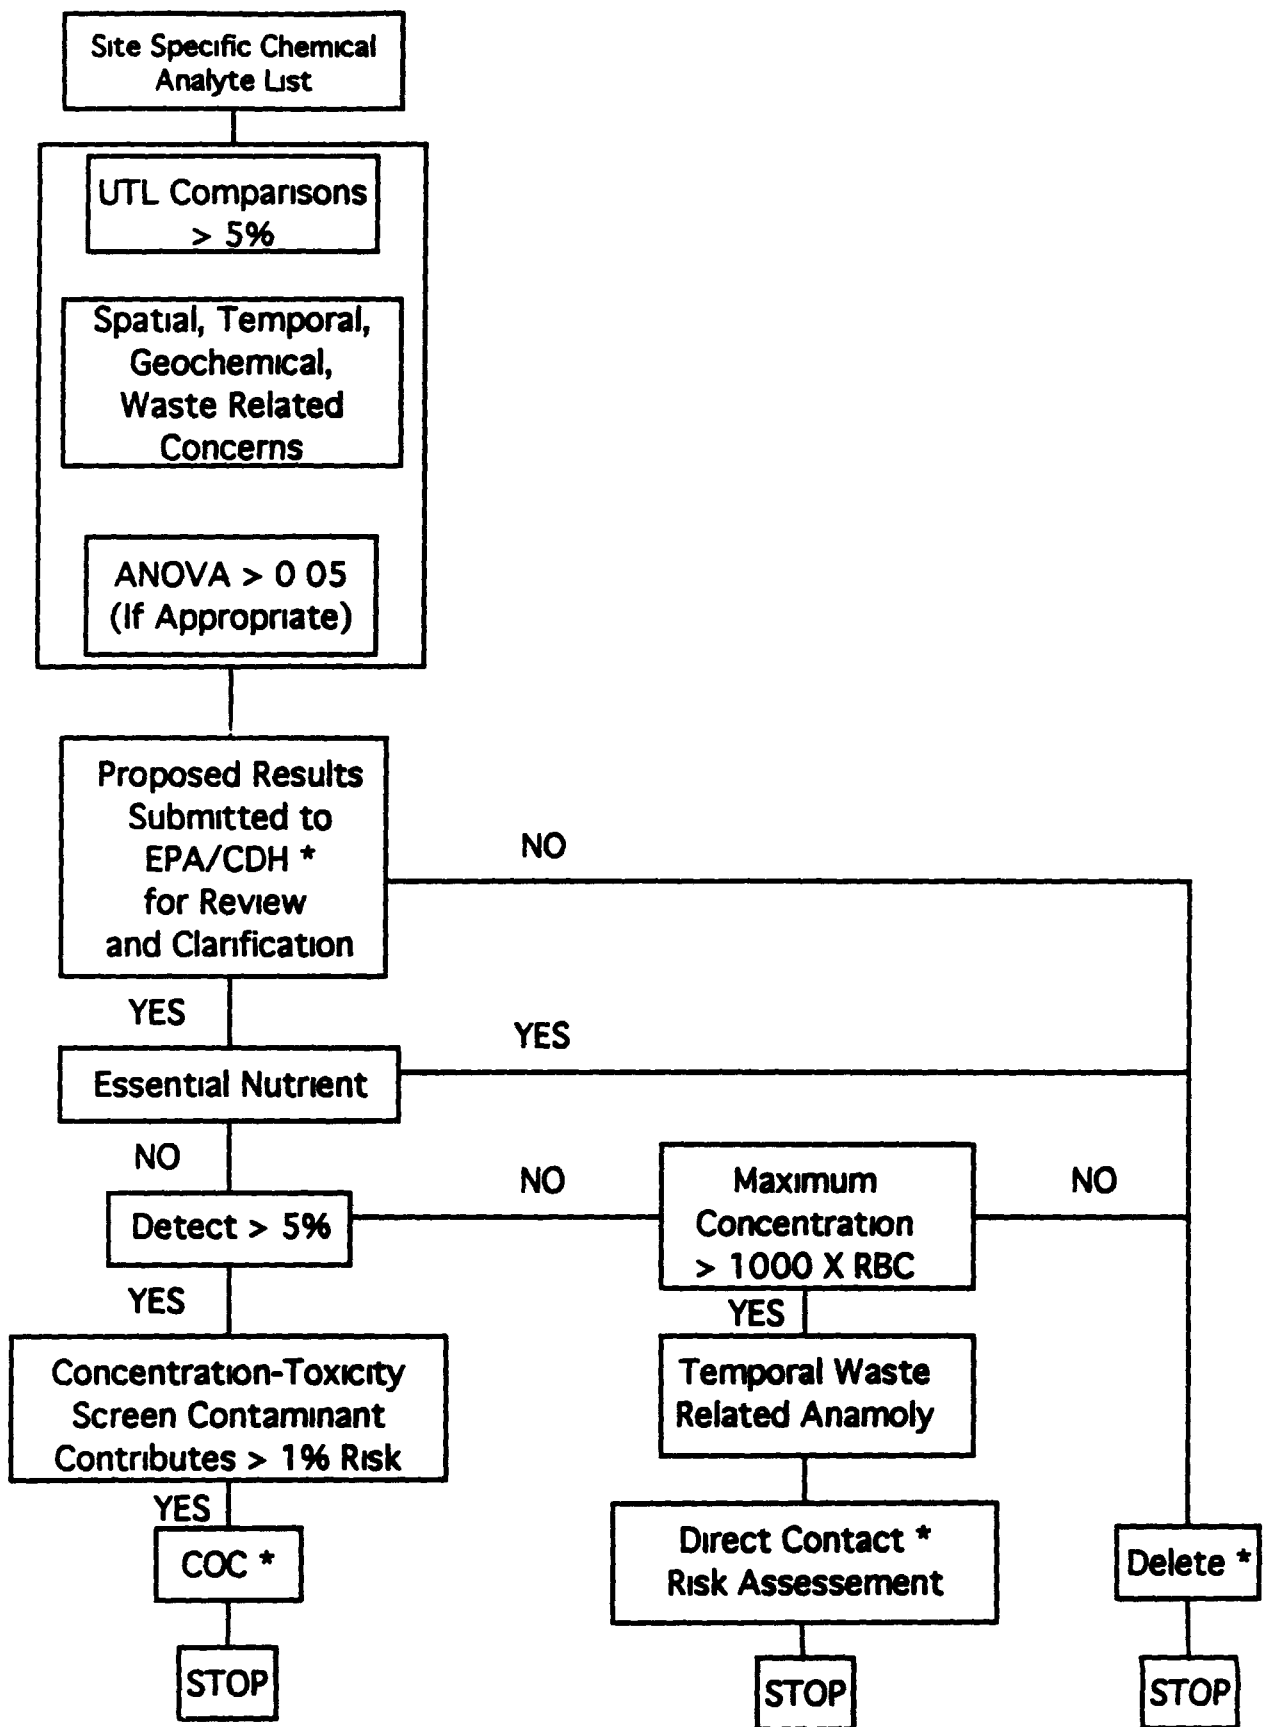 Site Specific Chemical
Analyte List
UTL Comparisons
> 5%
Spatial, Temporal,
Geochemical,
Waste Related
Concerns
ANOVA > 0 05
(If Appropriate)
Proposed Results
Submitted to
EPA/CDH *
for Review
and Clarification
NO
YES
Essential Nutrient
YES
NO
Detect > 5%
NO
Maximum
Concentration
> 1000 X RBC
NO
YES
YES
Concentration-Toxicity
Screen Contaminant
Contributes > 1% Risk
Temporal Waste
Related Anamoly
YES
COC *
Direct Contact *
Risk Assessement
Delete *
STOP
STOP
STOP